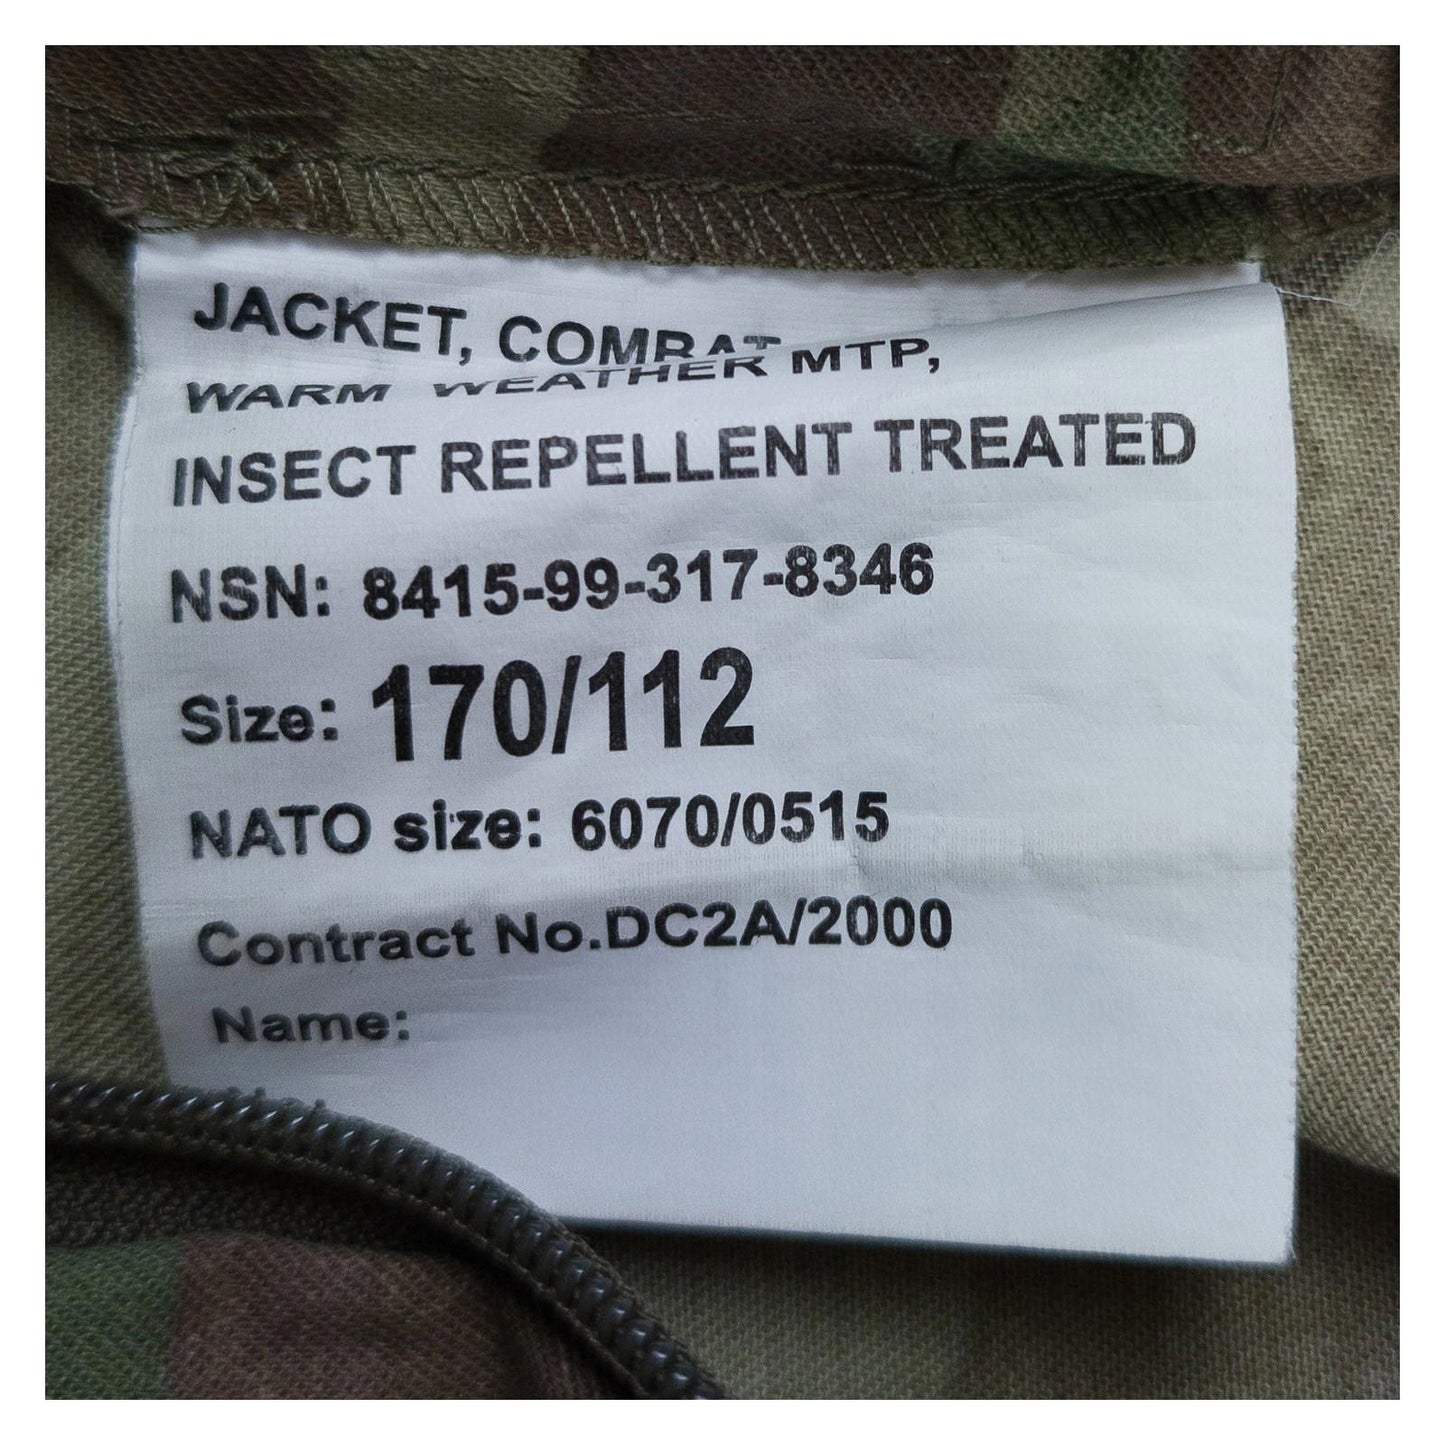 JACKET, COMBAT
WARM WEATHER MTP,
INSECT REPELLENT TREATED
NSN: 8415-99-317-8346
Size: 170/112
NATO size: 6070/0515
Contract No.DC2A/2000
Name: